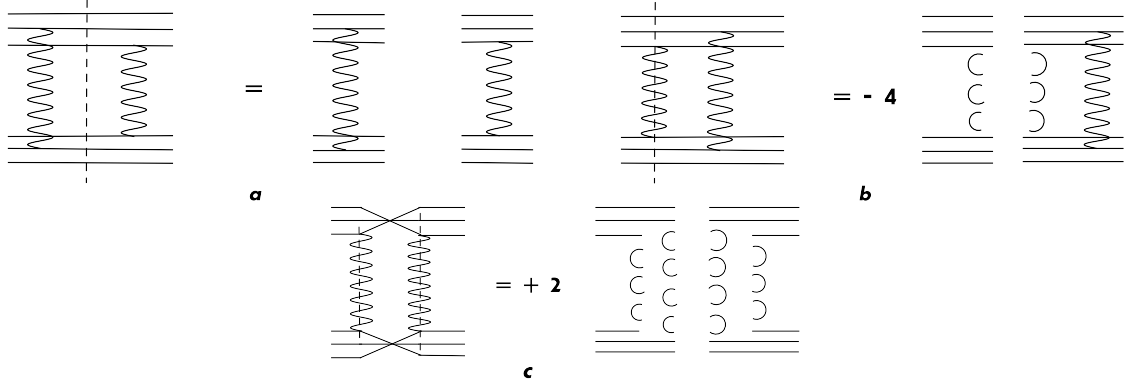 =
= - 4
a
b
= + 2
c